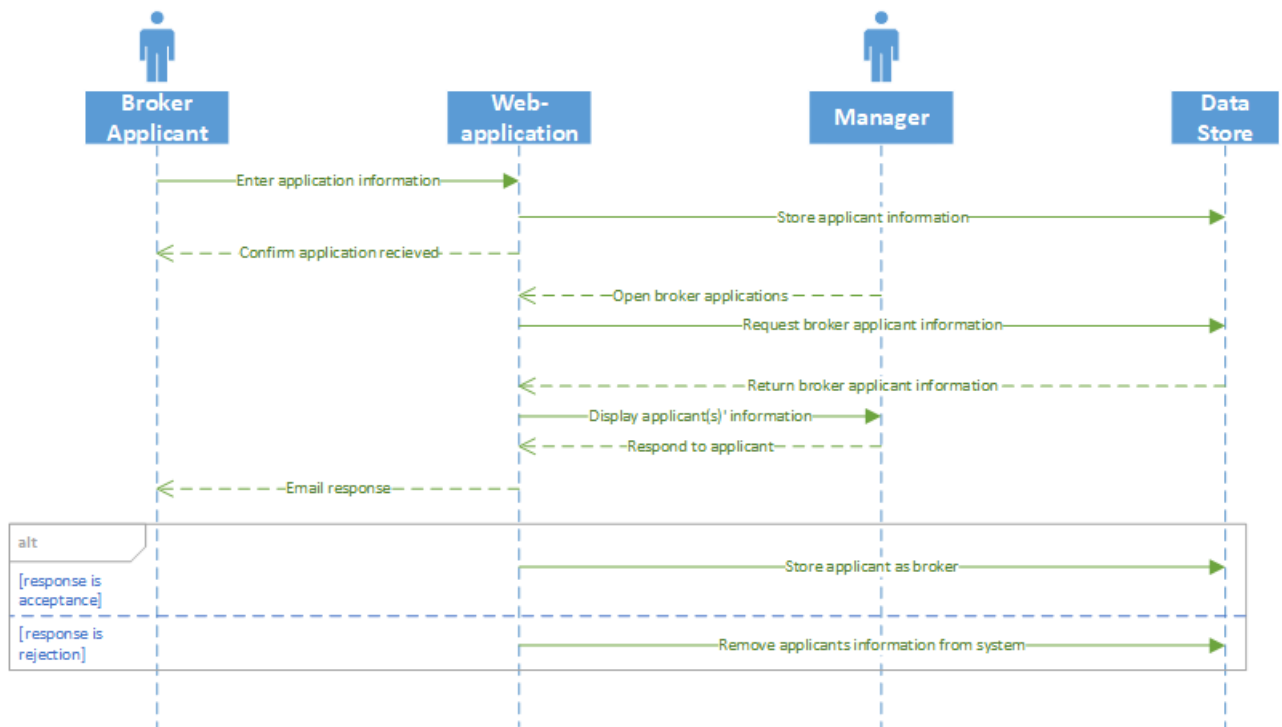 Broker
Applicant
Web-
application
Manager
Data
Store
Enter application information
Store applicant information
Confirm application recieved
Open broker applications
Request broker applicant information
Return broker applicant information
Display applicant(s)' information
Respond to applicant
Email response
alt
[response is
acceptance]
Store applicant as broker
[response is
rejection]
Remove applicants information from system